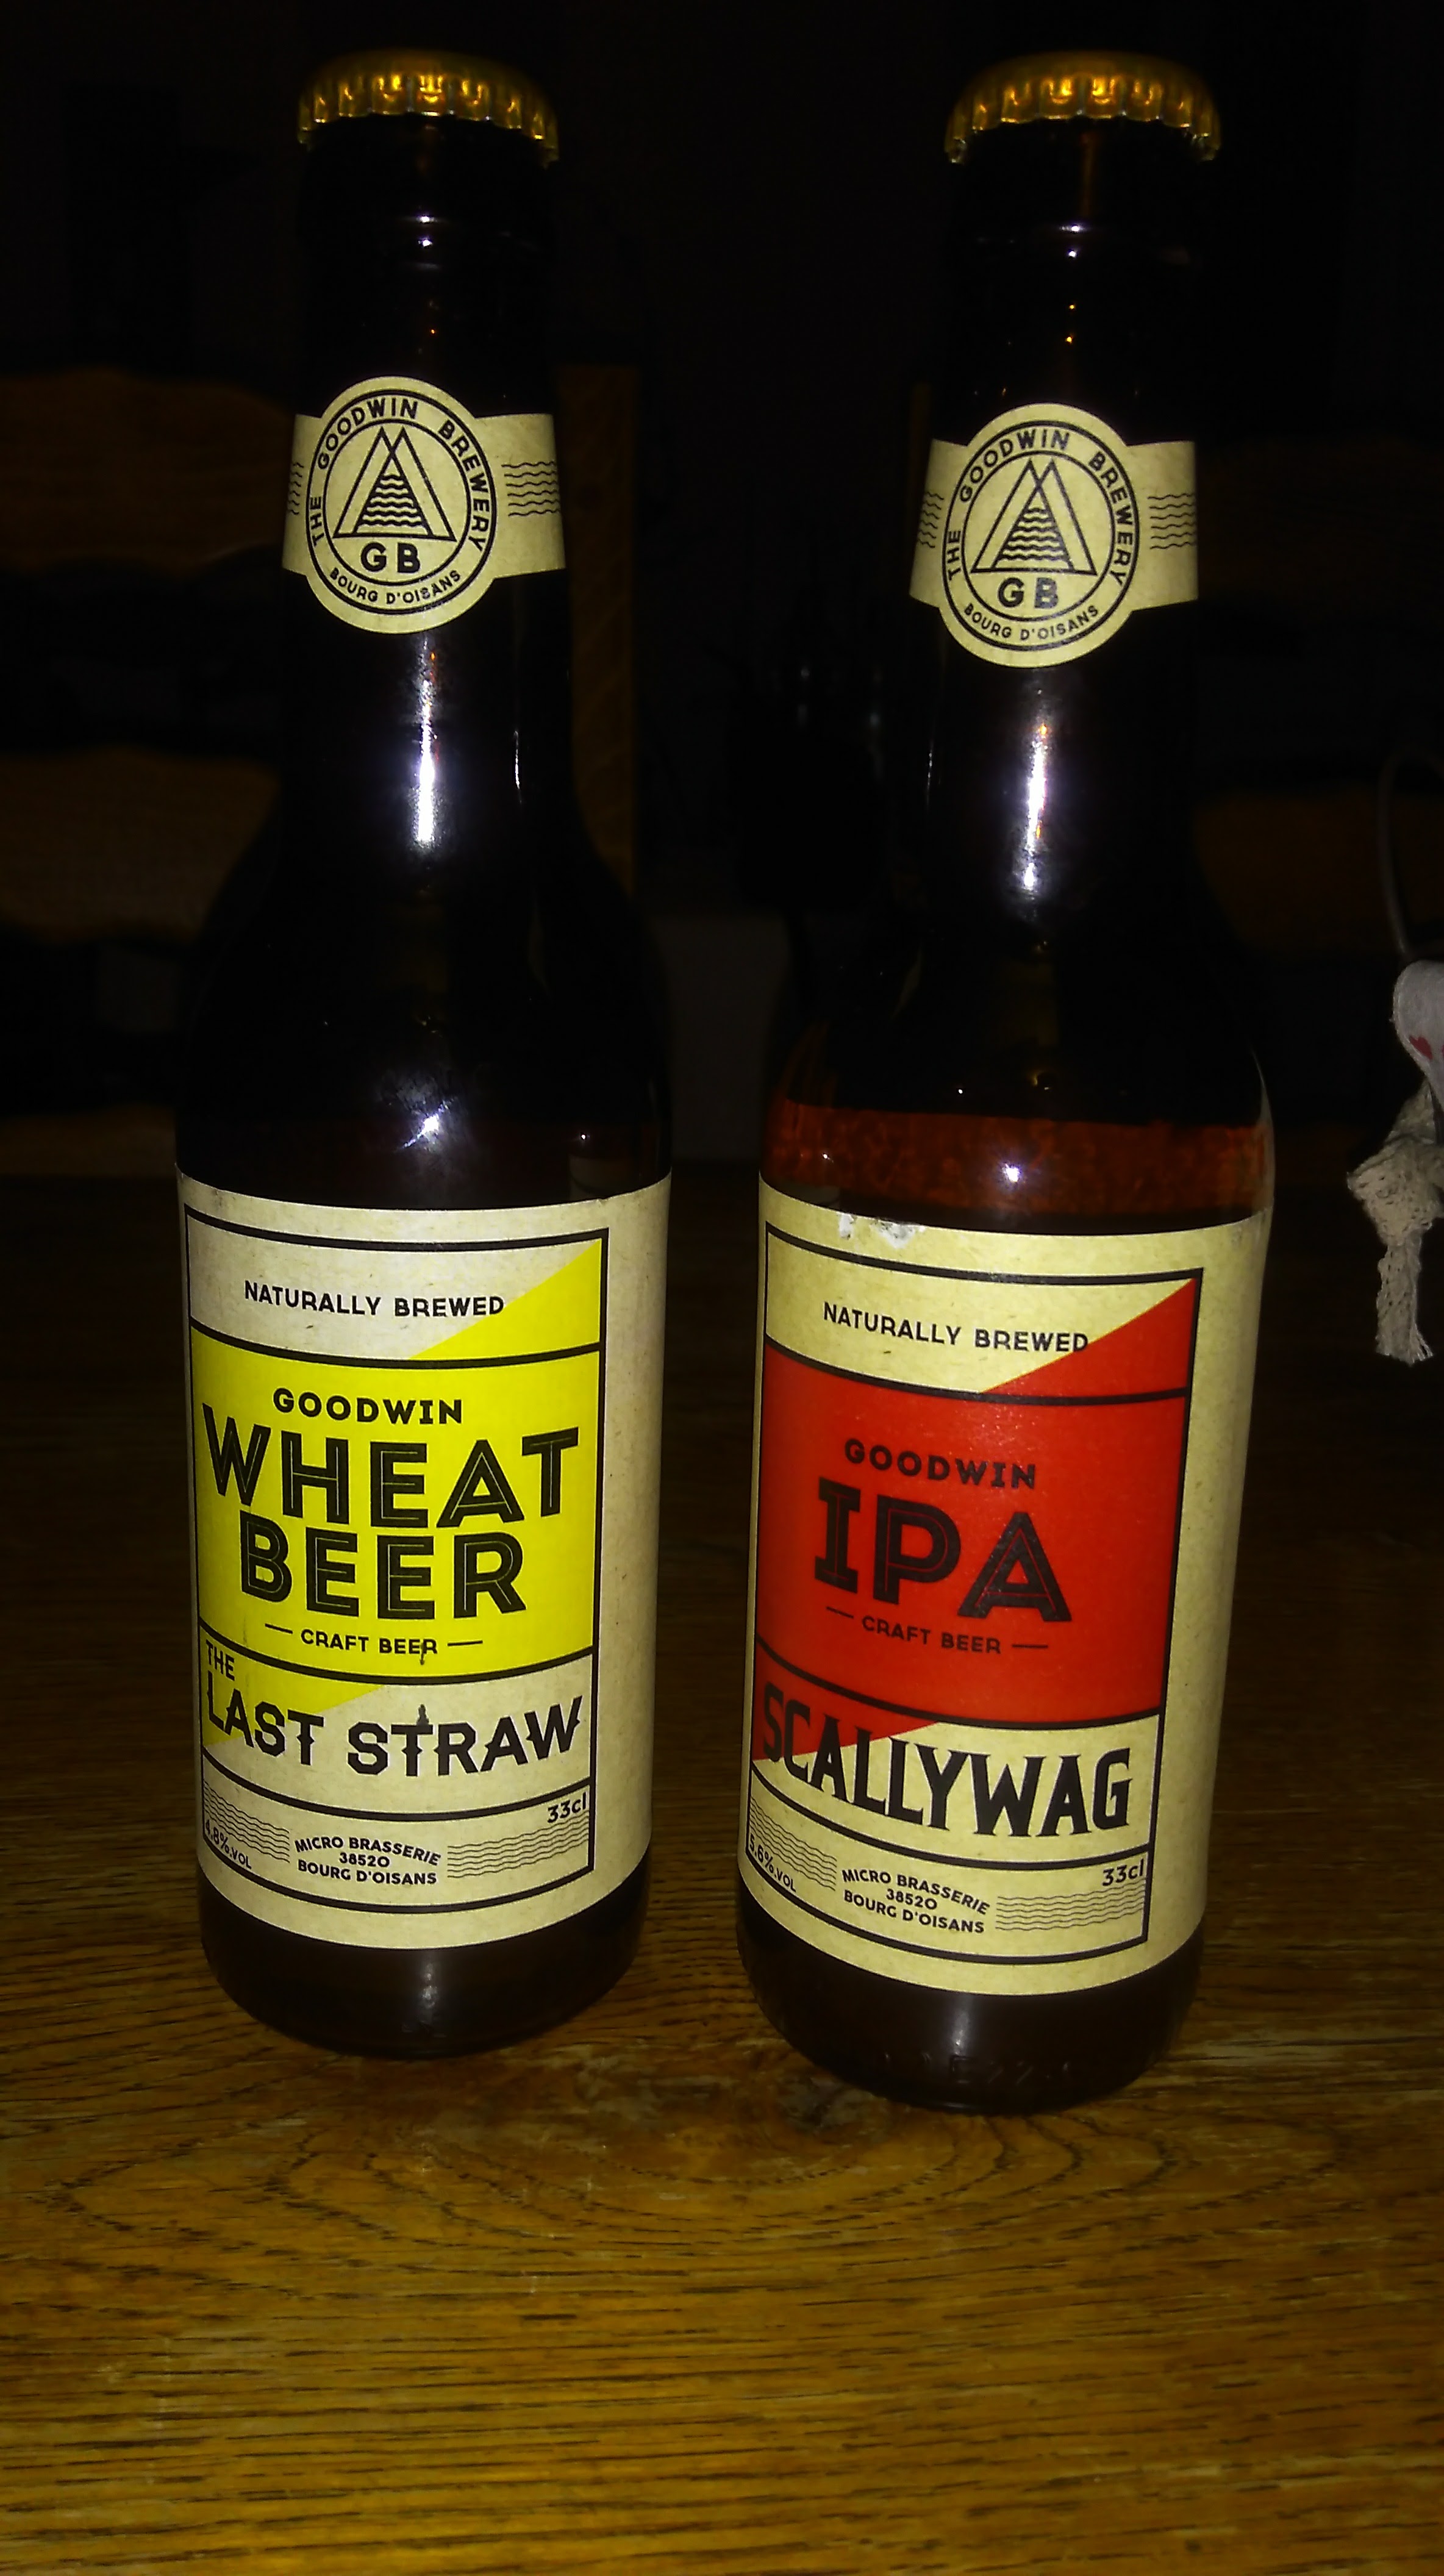 THE GOODWIN BREWERY
GB
BOURG D'OISANS
NATURALLY BREWED
GOODWIN
WHEAT
BEER
CRAFT BEER
THE
LAST STRAW
33cl
4,8%.VOL
MICRO BRASSERIE
38520
BOURG D'OISANS
THE GOODWIN BREWERY
GB
BOURG D'OISANS
NATURALLY BREWED
GOODWIN
IPA
CRAFT BEER
SCALLYWAG
33cl
5,6%.VOL
MICRO BRASSERIE
38520
BOURG D'OISANS